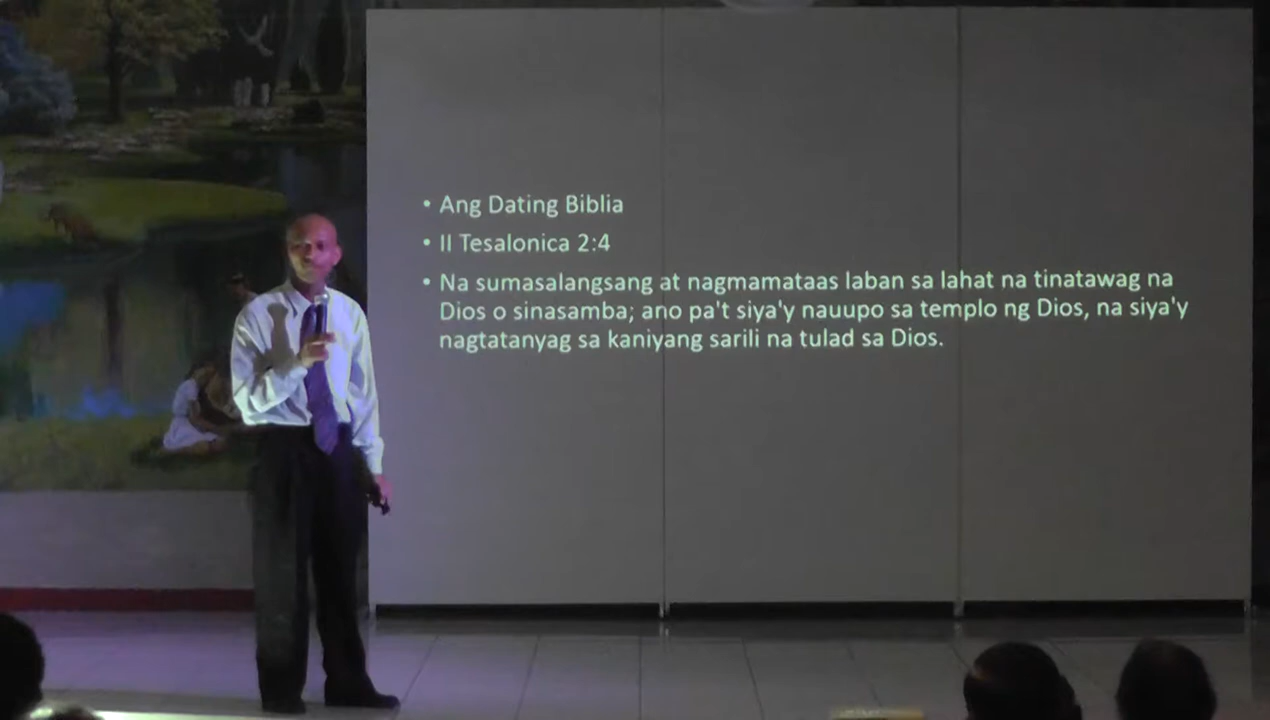 • Ang Dating Biblia
• II Tesalonica 2:4
• Na sumasalangsang at nagmamataas laban sa lahat na tinatawag na
Dios o sinasamba; ano pa't siya'y nauupo sa templo ng Dios, na siya'y
nagtatanyag sa kaniyang sarili na tulad sa Dios.